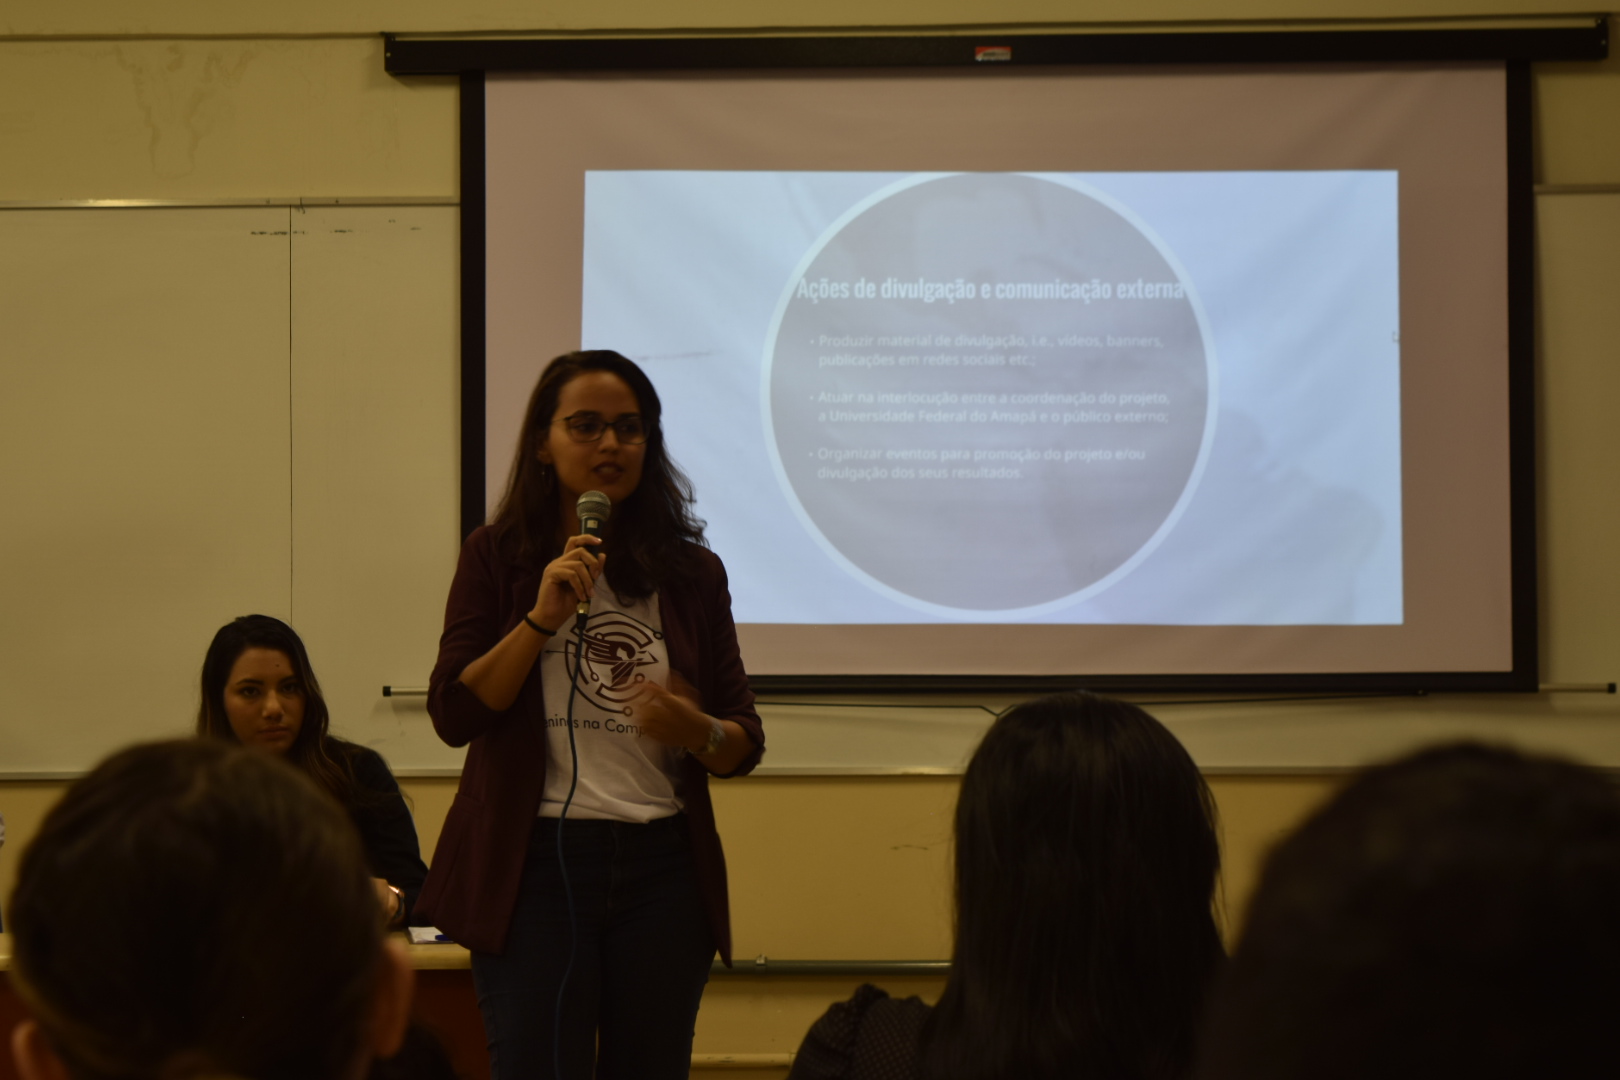 Ações de divulgação e comunicação externa
• Produzir material de divulgação, i.e., vídeos, banners,
publicações em redes sociais etc.;
• Atuar na interlocução entre a coordenação do projeto,
a Universidade Federal do Amapá e o público externo;
• Organizar eventos para promoção do projeto e/ou
divulgação dos seus resultados.
na